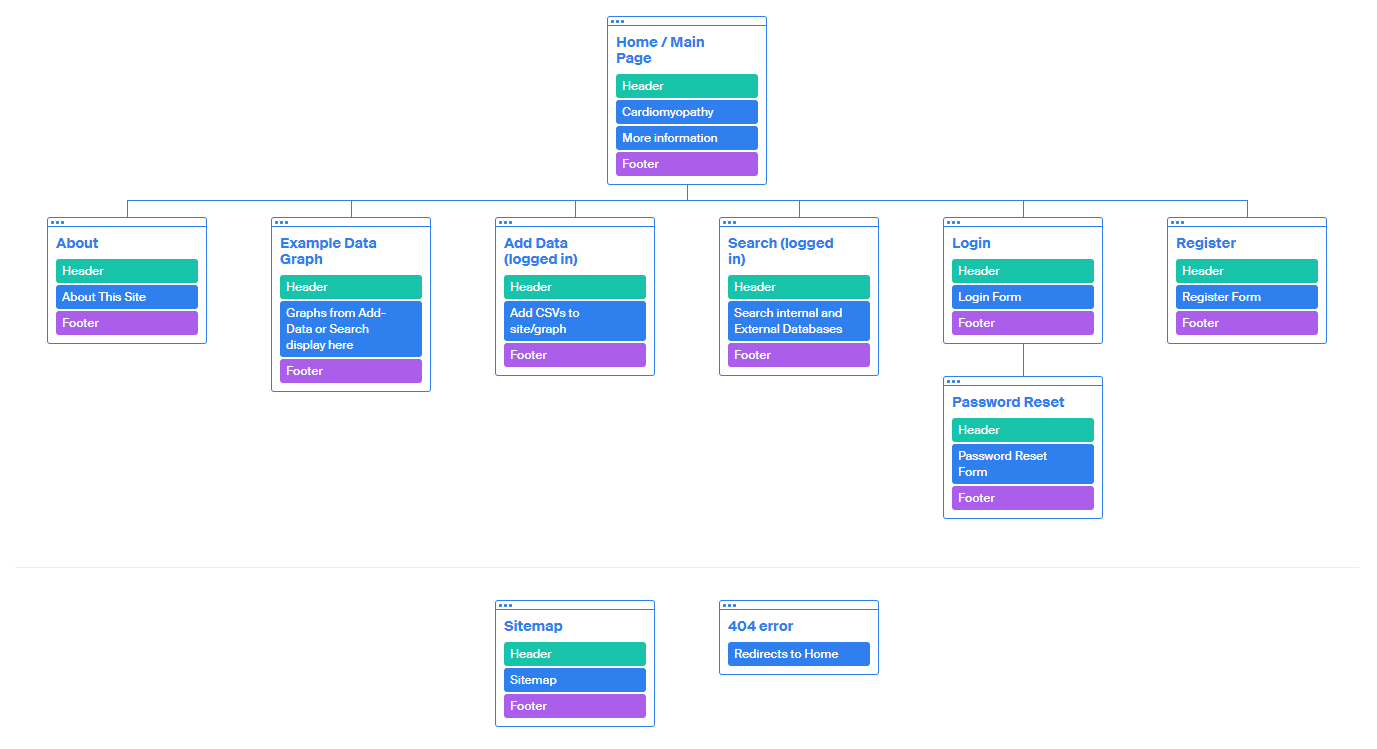 Home / Main
Page
Header
Cardiomyopathy
More information
Footer
About
Header
About This Site
Footer
Example Data
Graph
Header
Graphs from Add-
Data or Search
display here
Footer
Add Data
(logged in)
Header
Add CSVs to
site/graph
Footer
Search (logged
in)
Header
Search internal and
External Databases
Footer
Login
Header
Login Form
Footer
Register
Header
Register Form
Footer
Password Reset
Header
Password Reset
Form
Footer
Sitemap
Header
Sitemap
Footer
404 error
Redirects to Home